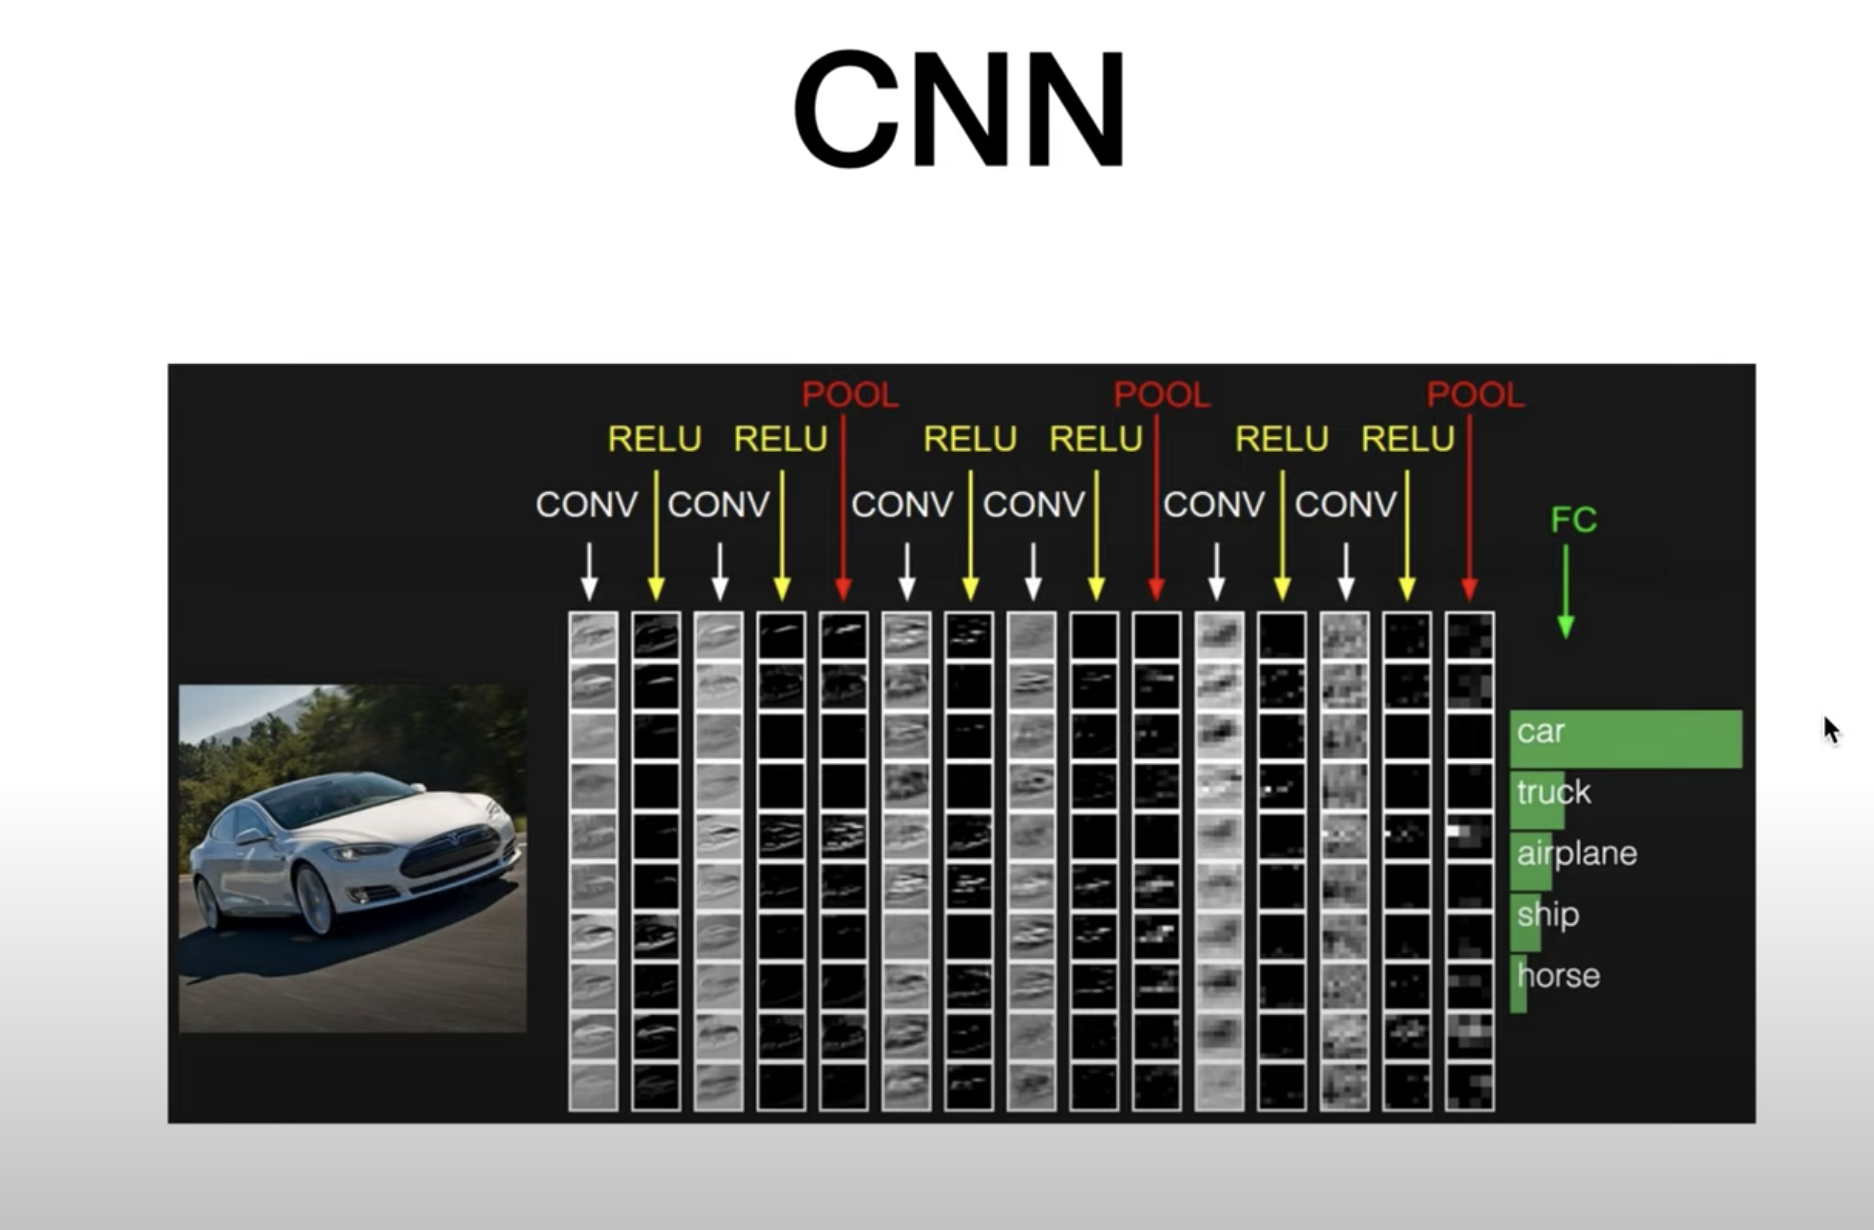 CNN
POOL POOL POOL
RELU RELU RELU RELU RELU RELU
CONV CONV CONV CONV CONV CONV
FC
car
truck
airplane
ship
horse